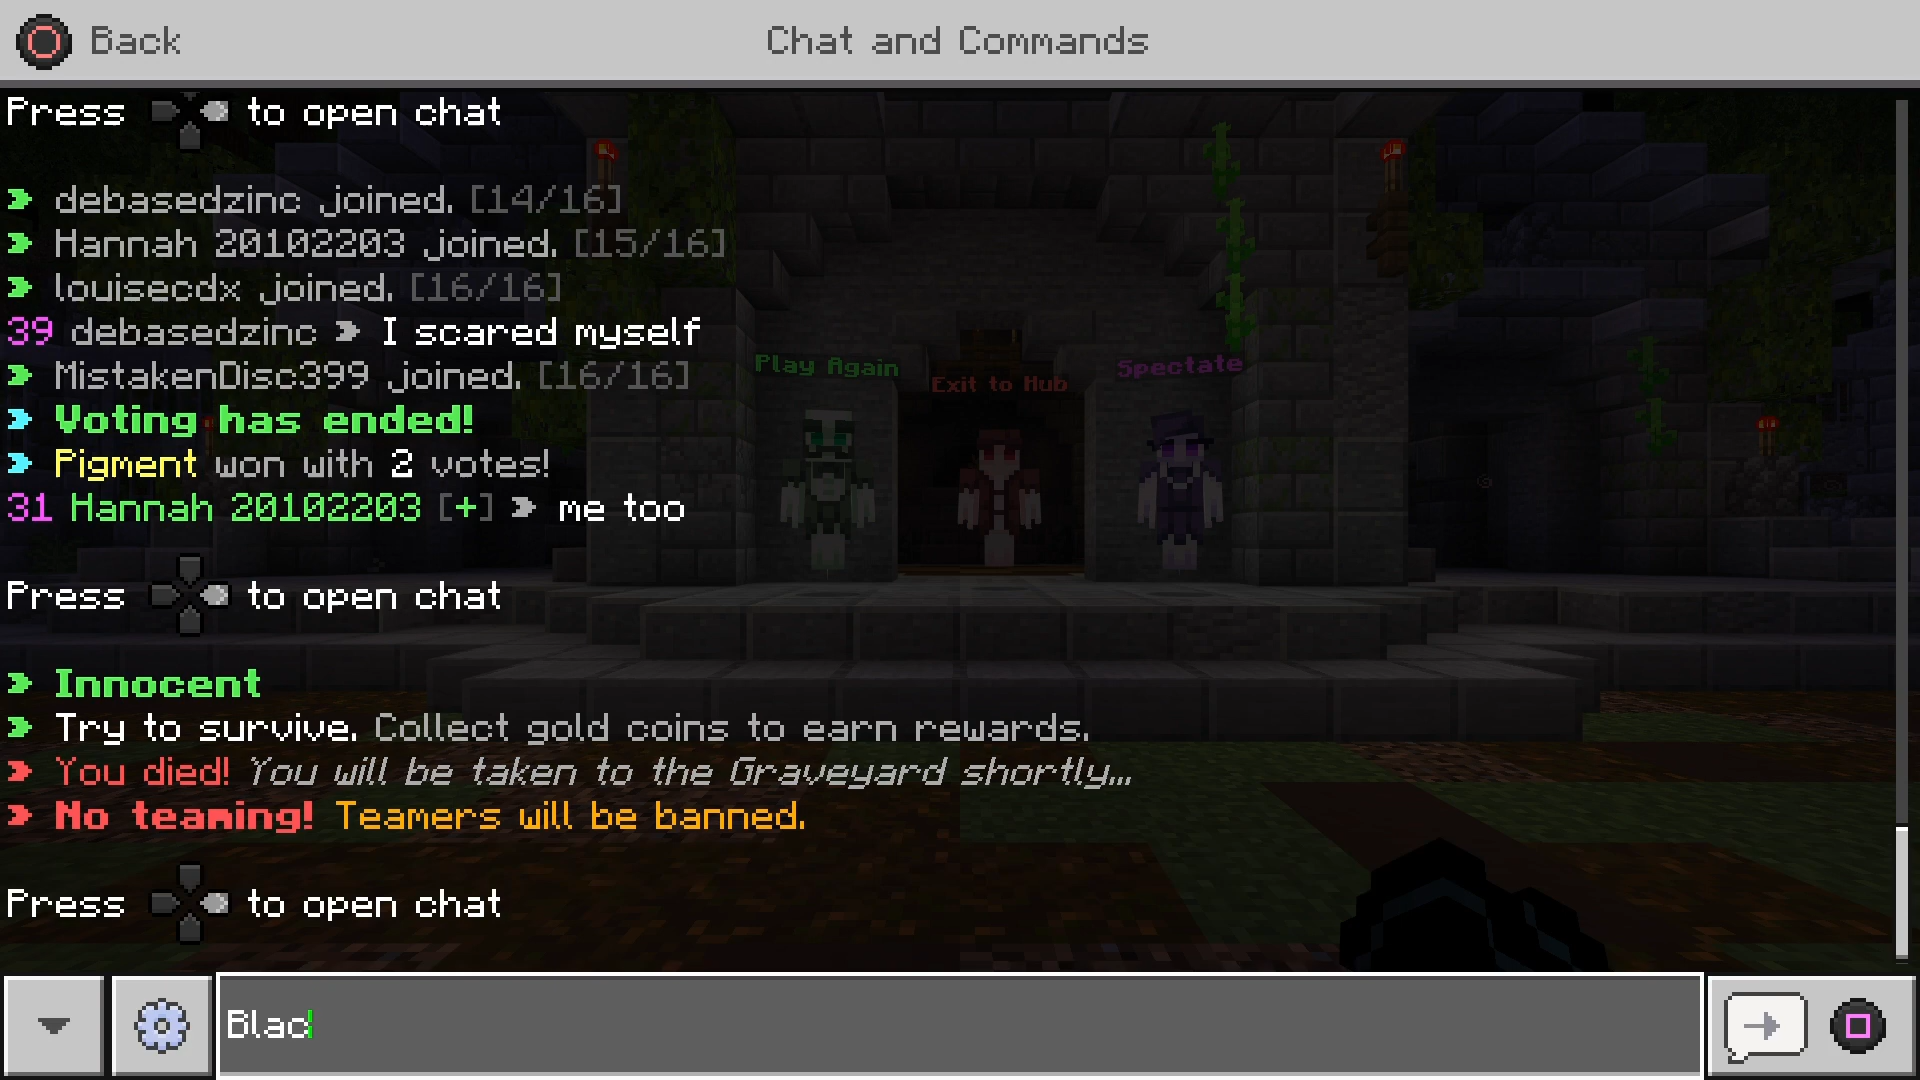 Back
Chat and Commands
Press to open chat
debasedzinc joined. [14/16]
Hannah 20102203 joined. [15/16]
louisecdx joined. [16/16]
39 debasedzinc I scared myself
MistakenDisc399 joined. [16/16]
Play Again
Exit to Hub
Spectate
Voting has ended!
Pigment won with 2 votes!
31 Hannah 20102203 [+] me too
Press to open chat
Innocent
Try to survive. Collect gold coins to earn rewards.
You died! You will be taken to the Graveyard shortly...
No teaming! Teamers will be banned.
Press to open chat
Blac